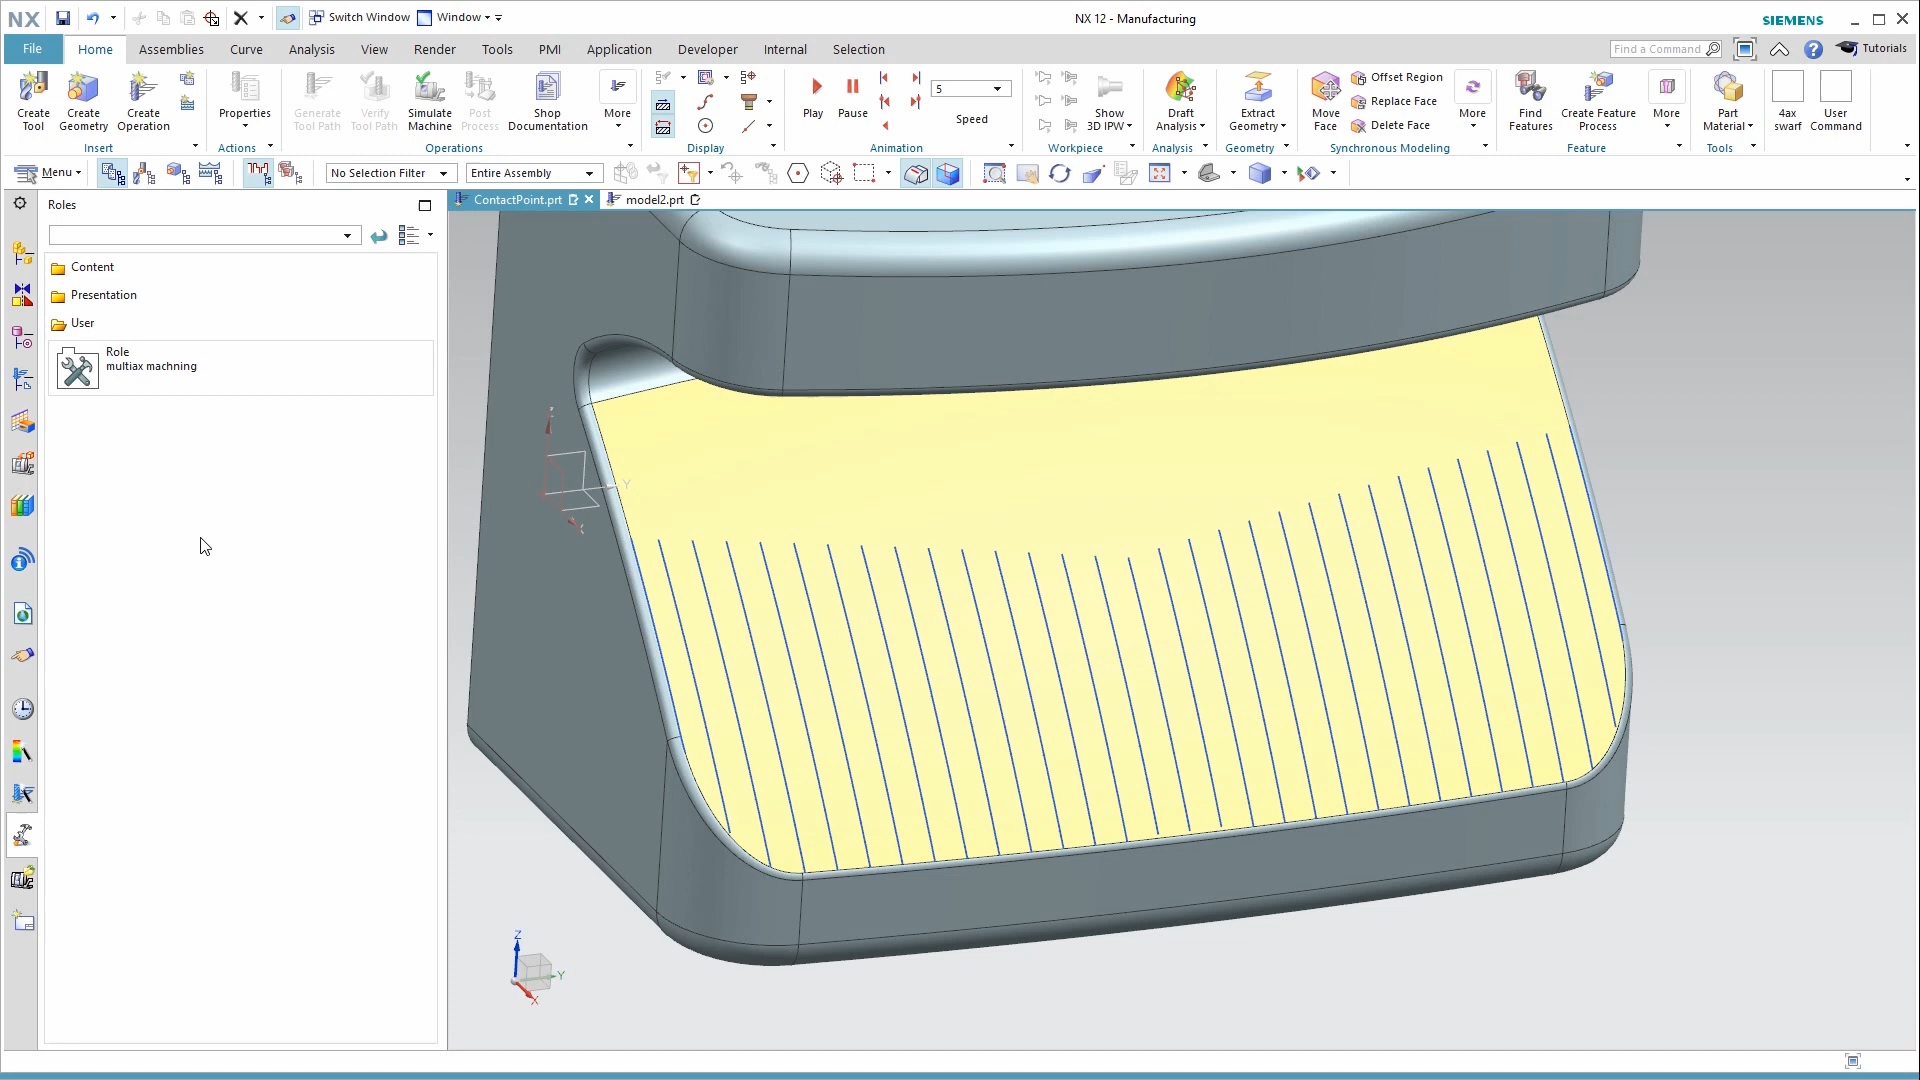 NX
Switch Window
Window
NX 12 - Manufacturing
SIEMENS
File
Home
Assemblies
Curve
Analysis
View
Render
Tools
PMI
Application
Developer
Internal
Selection
Find a Command
Tutorials
Create Tool
Create Geometry
Create Operation
Properties
Generate Tool Path
Verify Tool Path
Simulate Machine
Post Process
Shop Documentation
More
Play
Pause
5
Speed
Show 3D IPW
Draft Analysis
Extract Geometry
Move Face
Offset Region
Replace Face
Delete Face
More
Find Features
Create Feature Process
More
Part Material
4ax swarf
User Command
Insert
Actions
Operations
Display
Animation
Workpiece
Analysis
Geometry
Synchronous Modeling
Feature
Tools
Menu
No Selection Filter
Entire Assembly
Roles
ContactPoint.prt
model2.prt
Content
Presentation
User
Role
multiax machning
Y
X
Z
Y
X